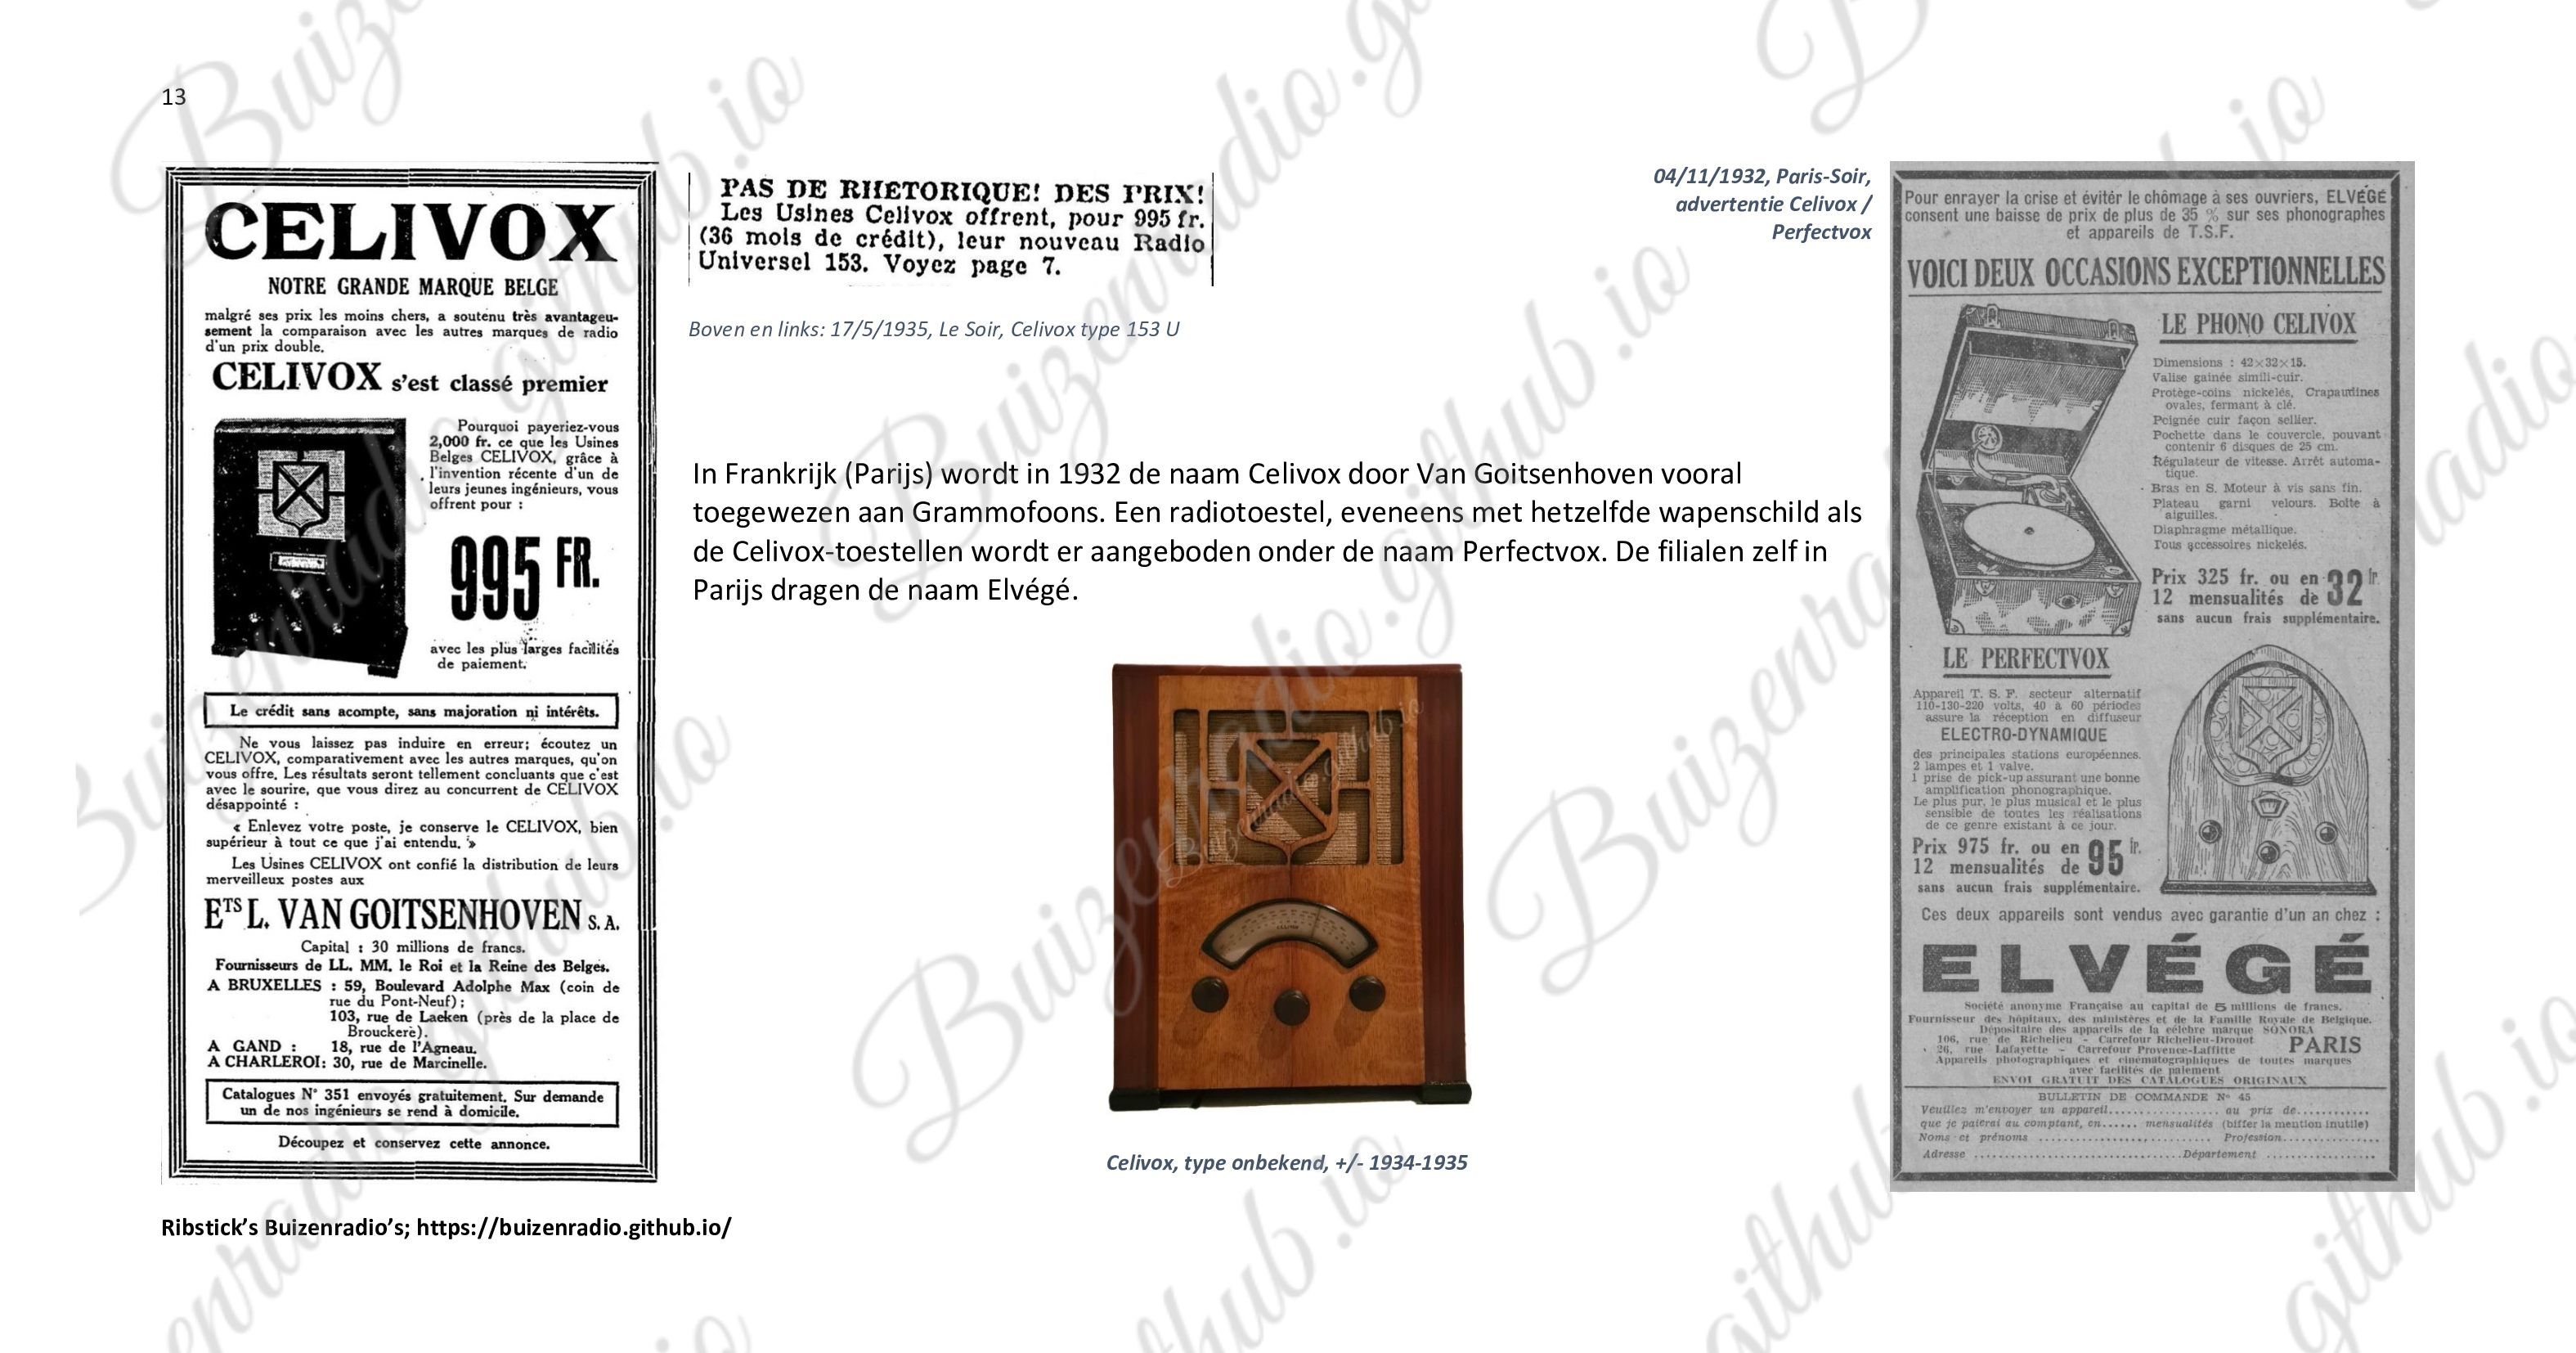 13
CELIVOX
NOTRE GRANDE MARQUE BELGE
malgré ses prix les moins chers, a soutenu très avantageu-
sement la comparaison avec les autres marques de radio
d'un prix double.
CELIVOX s'est classé premier
Pourquoi payeriez-vous
2,000 fr. ce que les Usines
Belges CELIVOX, grâce à
l'invention récente d'un de
leurs jeunes ingénieurs, vous
offrent pour :
995 FR.
avec les plus larges facilités
de paiement.
Le crédit sans acompte, sans majoration ni intérêts.
Ne vous laissez pas induire en erreur; écoutez un
CELIVOX, comparativement avec les autres marques, qu'on
vous offre. Les résultats seront tellement concluants que c'est
avec le sourire, que vous direz au concurrent de CELIVOX
désappointé :
« Enlevez votre poste, je conserve le CELIVOX, bien
supérieur à tout ce que j'ai entendu. »
Les Usines CELIVOX ont confié la distribution de leurs
merveilleux postes aux
ETS L. VAN GOITSENHOVEN S. A.
Capital : 30 millions de francs.
Fournisseurs de LL. MM. le Roi et la Reine des Belges.
A BRUXELLES : 59, Boulevard Adolphe Max (coin de
rue du Pont-Neuf) ;
103, rue de Laeken (près de la place de
Brouckère).
A GAND : 18, rue de l'Agneau.
A CHARLEROI: 30, rue de Marcinelle.
Catalogues N° 351 envoyés gratuitement. Sur demande
un de nos ingénieurs se rend à domicile.
Découpez et conservez cette annonce.
PAS DE RHETORIQUE! DES PRIX!
Les Usines Celivox offrent, pour 995 fr.
(36 mois de crédit), leur nouveau Radio
Universel 153. Voyez page 7.
Boven en links: 17/5/1935, Le Soir, Celivox type 153 U
In Frankrijk (Parijs) wordt in 1932 de naam Celivox door Van Goitsenhoven vooral
toegewezen aan Grammofoons. Een radiotoestel, eveneens met hetzelfde wapenschild als
de Celivox-toestellen wordt er aangeboden onder de naam Perfectvox. De filialen zelf in
Parijs dragen de naam Elvégé.
Buizenradio.github.io
Celivox, type onbekend, +/- 1934-1935
04/11/1932, Paris-Soir,
advertentie Celivox /
Perfectvox
Pour enrayer la crise et évitér le chômage à ses ouvriers, ELVÉGÉ
consent une baisse de prix de plus de 35 % sur ses phonographes
et appareils de T.S.F.
VOICI DEUX OCCASIONS EXCEPTIONNELLES
LE PHONO CELIVOX
Dimensions : 42×32×15.
Valise gainée simili-cuir.
Protège-coins nickelés, Crapaudines
ovales, fermant à clé.
Poignée cuir façon sellier.
Pochette dans le couvercle, pouvant
contenir 6 disques de 25 cm.
Régulateur de vitesse. Arrêt automa-
tique.
Bras en S. Moteur à vis sans fin.
Plateau garni velours. Boîte à
aiguilles.
Diaphragme métallique.
Tous accessoires nickelés.
Prix 325 fr. ou en 32 fr.
12 mensualités de
sans aucun frais supplémentaire.
LE PERFECTVOX
Appareil T. S. F. secteur alternatif
110-130-220 volts, 40 à 60 périodes
assure la réception en diffuseur
ELECTRO-DYNAMIQUE
des principales stations européennes.
2 lampes et 1 valve.
1 prise de pick-up assurant une bonne
amplification phonographique.
Le plus pur, le plus musical et le plus
sensible de toutes les réalisations
de ce genre existant à ce jour.
Prix 975 fr. ou en 95 fr.
12 mensualités de
sans aucun frais supplémentaire.
Ces deux appareils sont vendus avec garantie d'un an chez :
ELVÉGÉ
Société anonyme Française au capital de 5 millions de francs.
Fournisseur des hôpitaux, des ministères et de la Famille Royale de Belgique.
Dépositaire des appareils de la célèbre marque SONORA
106, rue de Richelieu - Carrefour Richelieu-Drouot
26, rue Lafayette - Carrefour Provence-Laffitte PARIS
Appareils photographiques et cinématographiques de toutes marques
avec facilités de paiement
ENVOI GRATUIT DES CATALOGUES ORIGINAUX
BULLETIN DE COMMANDE N° 45
Veuillez m'envoyer un appareil.................. au prix de............
que je paierai au comptant, en...... mensualités (biffer la mention inutile)
Noms et prénoms .............................. Profession................
Adresse .....................................Département ...................
Ribstick's Buizenradio's; https://buizenradio.github.io/